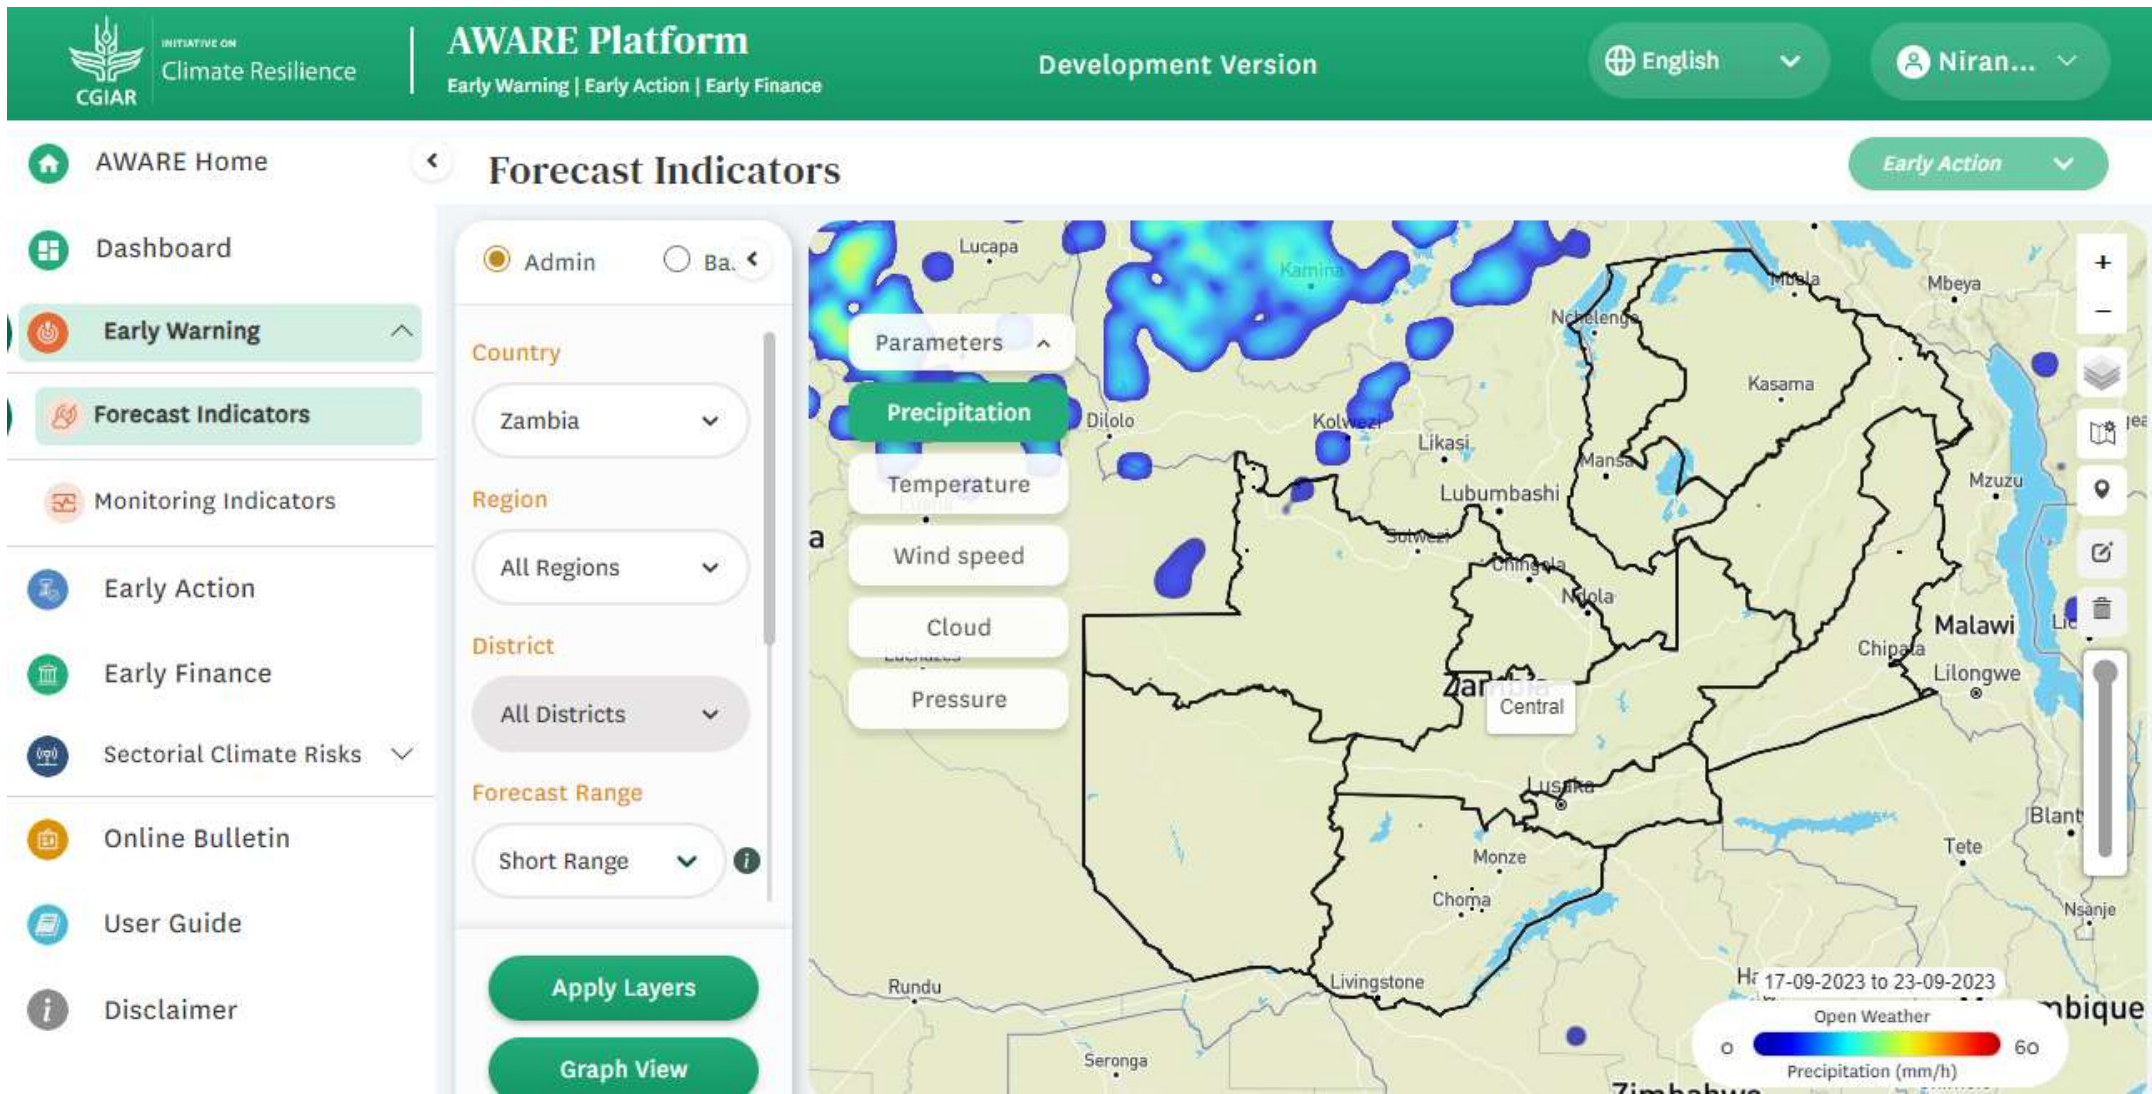 INITIATIVE ON
Climate Resilience
CGIAR
AWARE Platform
Early Warning | Early Action | Early Finance
Development Version
English
Niran...
AWARE Home
Dashboard
Early Warning
Forecast Indicators
Monitoring Indicators
Early Action
Early Finance
Sectorial Climate Risks
Online Bulletin
User Guide
Disclaimer
Forecast Indicators
Early Action
Admin
Ba.
Country
Zambia
Region
All Regions
District
All Districts
Forecast Range
Short Range
Apply Layers
Graph View
Parameters
Precipitation
Temperature
Wind speed
Cloud
Pressure
Lucapa
Kamina
Mbala
Mbeya
Nchelenge
Kasama
Dilolo
Kolwezi
Likasi
Mansa
Mzuzu
Lubumbashi
Solwezi
Chingola
Ndola
Malawi
Chipata
Lilongwe
Zambia
Central
Lusaka
Monze
Choma
Blant
Tete
Nsanje
Livingstone
Rundu
Seronga
17-09-2023 to 23-09-2023
mbique
Open Weather
0
60
Precipitation (mm/h)
Zimbabwe